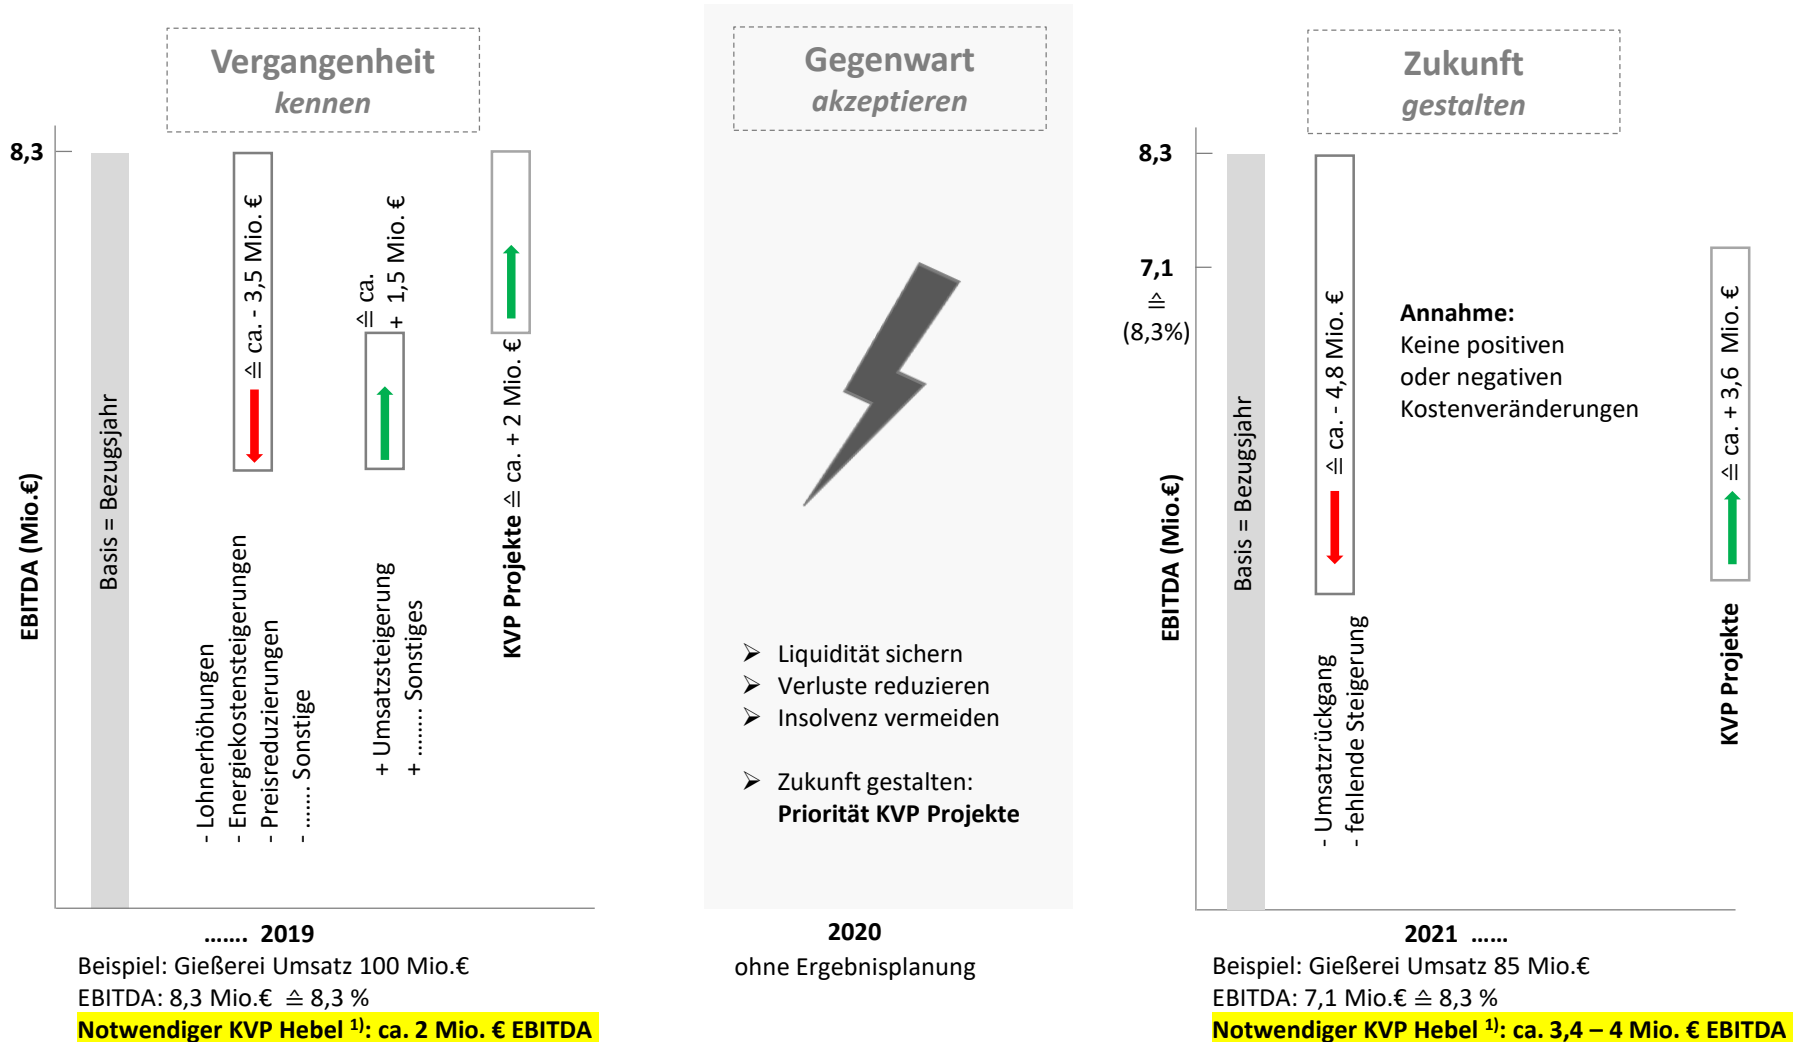 Vergangenheit
kennen
8,3
EBITDA (Mio.€)
Basis = Bezugsjahr
≙ ca. - 3,5 Mio. €
- Lohnerhöhungen
- Energiekostensteigerungen
- Preisreduzierungen
- ........ Sonstige
≙ ca.
+ 1,5 Mio. €
+ Umsatzsteigerung
+ ......... Sonstiges
KVP Projekte ≙ ca. + 2 Mio. €
....... 2019
Beispiel: Gießerei Umsatz 100 Mio.€
EBITDA: 8,3 Mio.€ ≙ 8,3 %
Notwendiger KVP Hebel 1): ca. 2 Mio. € EBITDA
Gegenwart
akzeptieren
➢ Liquidität sichern
➢ Verluste reduzieren
➢ Insolvenz vermeiden
➢ Zukunft gestalten:
Priorität KVP Projekte
2020
ohne Ergebnisplanung
Zukunft
gestalten
8,3
7,1
≙
(8,3%)
EBITDA (Mio.€)
Basis = Bezugsjahr
≙ ca. - 4,8 Mio. €
- Umsatzrückgang
- fehlende Steigerung
Annahme:
Keine positiven
oder negativen
Kostenveränderungen
≙ ca. + 3,6 Mio. €
KVP Projekte
2021 ......
Beispiel: Gießerei Umsatz 85 Mio.€
EBITDA: 7,1 Mio.€ ≙ 8,3 %
Notwendiger KVP Hebel 1): ca. 3,4 – 4 Mio. € EBITDA